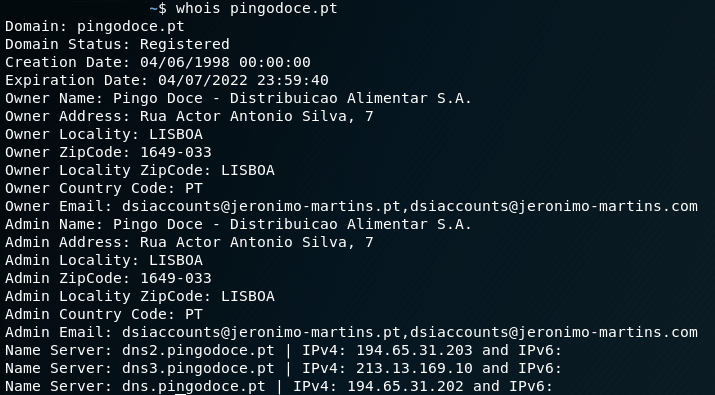 ~$ whois pingodoce.pt
Domain: pingodoce.pt
Domain Status: Registered
Creation Date: 04/06/1998 00:00:00
Expiration Date: 04/07/2022 23:59:40
Owner Name: Pingo Doce - Distribuicao Alimentar S.A.
Owner Address: Rua Actor Antonio Silva, 7
Owner Locality: LISBOA
Owner ZipCode: 1649-033
Owner Locality ZipCode: LISBOA
Owner Country Code: PT
Owner Email: dsiaccounts@jeronimo-martins.pt,dsiaccounts@jeronimo-martins.com
Admin Name: Pingo Doce - Distribuicao Alimentar S.A.
Admin Address: Rua Actor Antonio Silva, 7
Admin Locality: LISBOA
Admin ZipCode: 1649-033
Admin Locality ZipCode: LISBOA
Admin Country Code: PT
Admin Email: dsiaccounts@jeronimo-martins.pt,dsiaccounts@jeronimo-martins.com
Name Server: dns2.pingodoce.pt | IPv4: 194.65.31.203 and IPv6:
Name Server: dns3.pingodoce.pt | IPv4: 213.13.169.10 and IPv6:
Name Server: dns.pingodoce.pt | IPv4: 194.65.31.202 and IPv6: